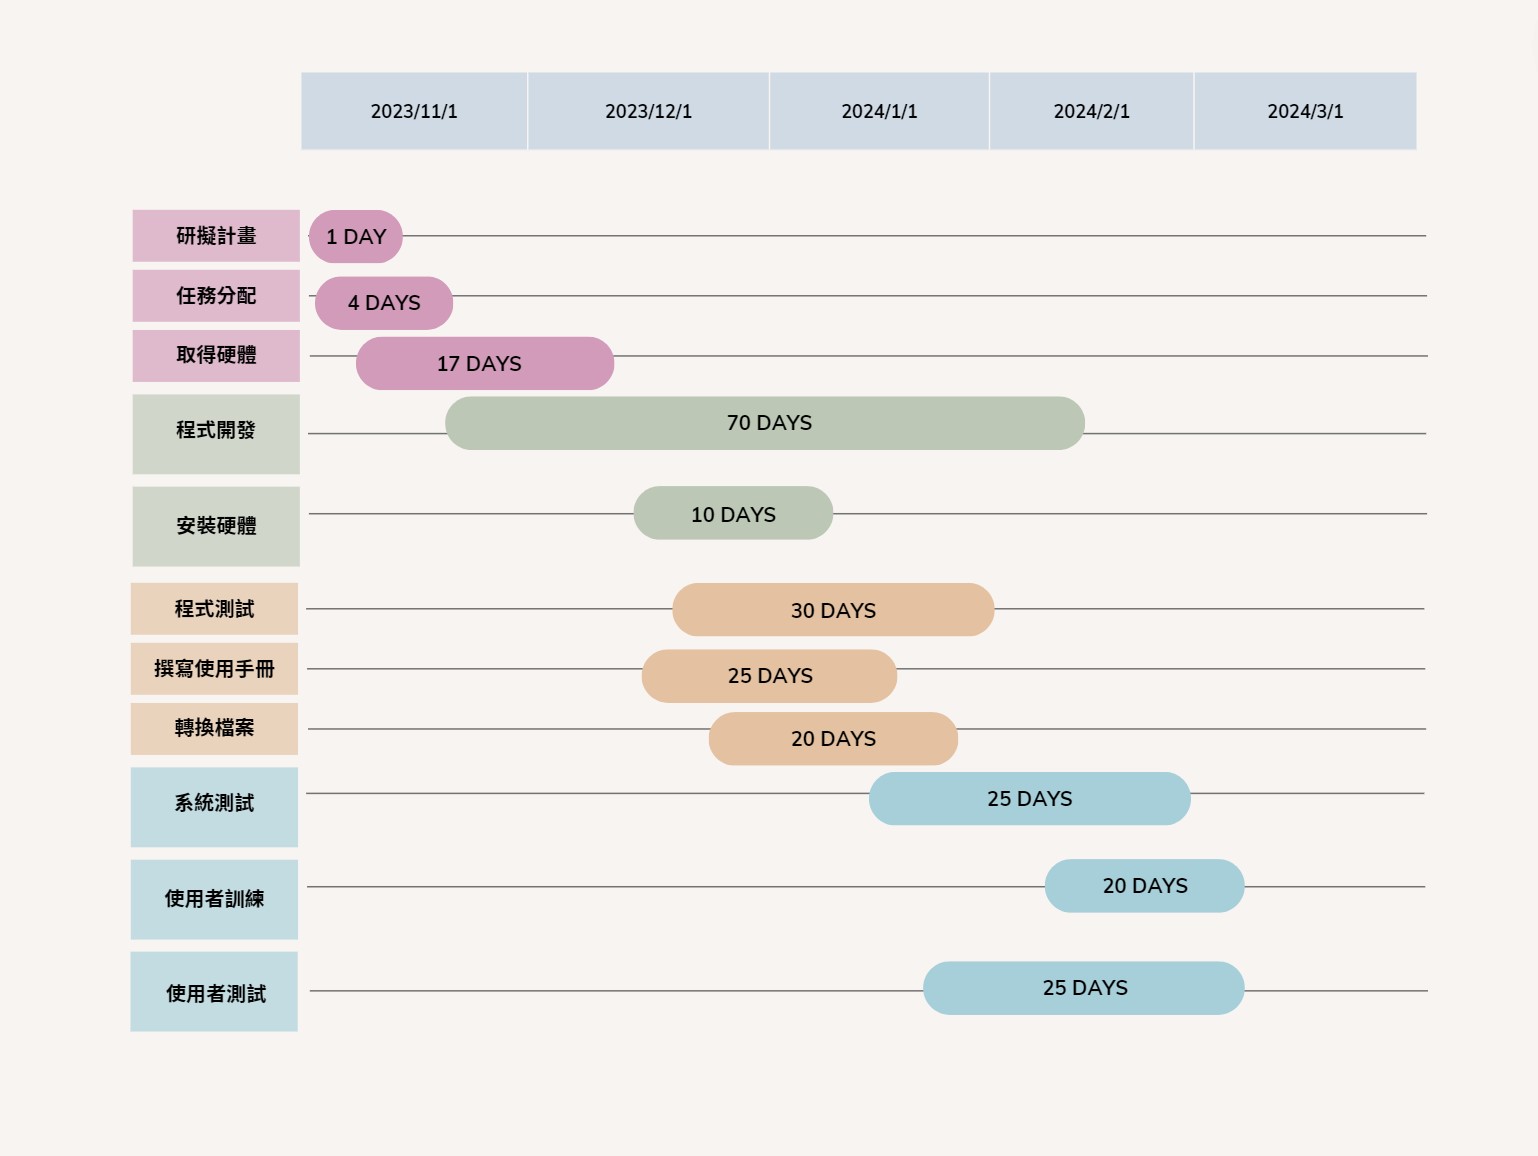 2023/11/1
2023/12/1
2024/1/1
2024/2/1
2024/3/1
研擬計畫
1 DAY
任務分配
4 DAYS
取得硬體
17 DAYS
程式開發
70 DAYS
安裝硬體
10 DAYS
程式測試
30 DAYS
撰寫使用手冊
25 DAYS
轉換檔案
20 DAYS
系統測試
25 DAYS
使用者訓練
20 DAYS
使用者測試
25 DAYS